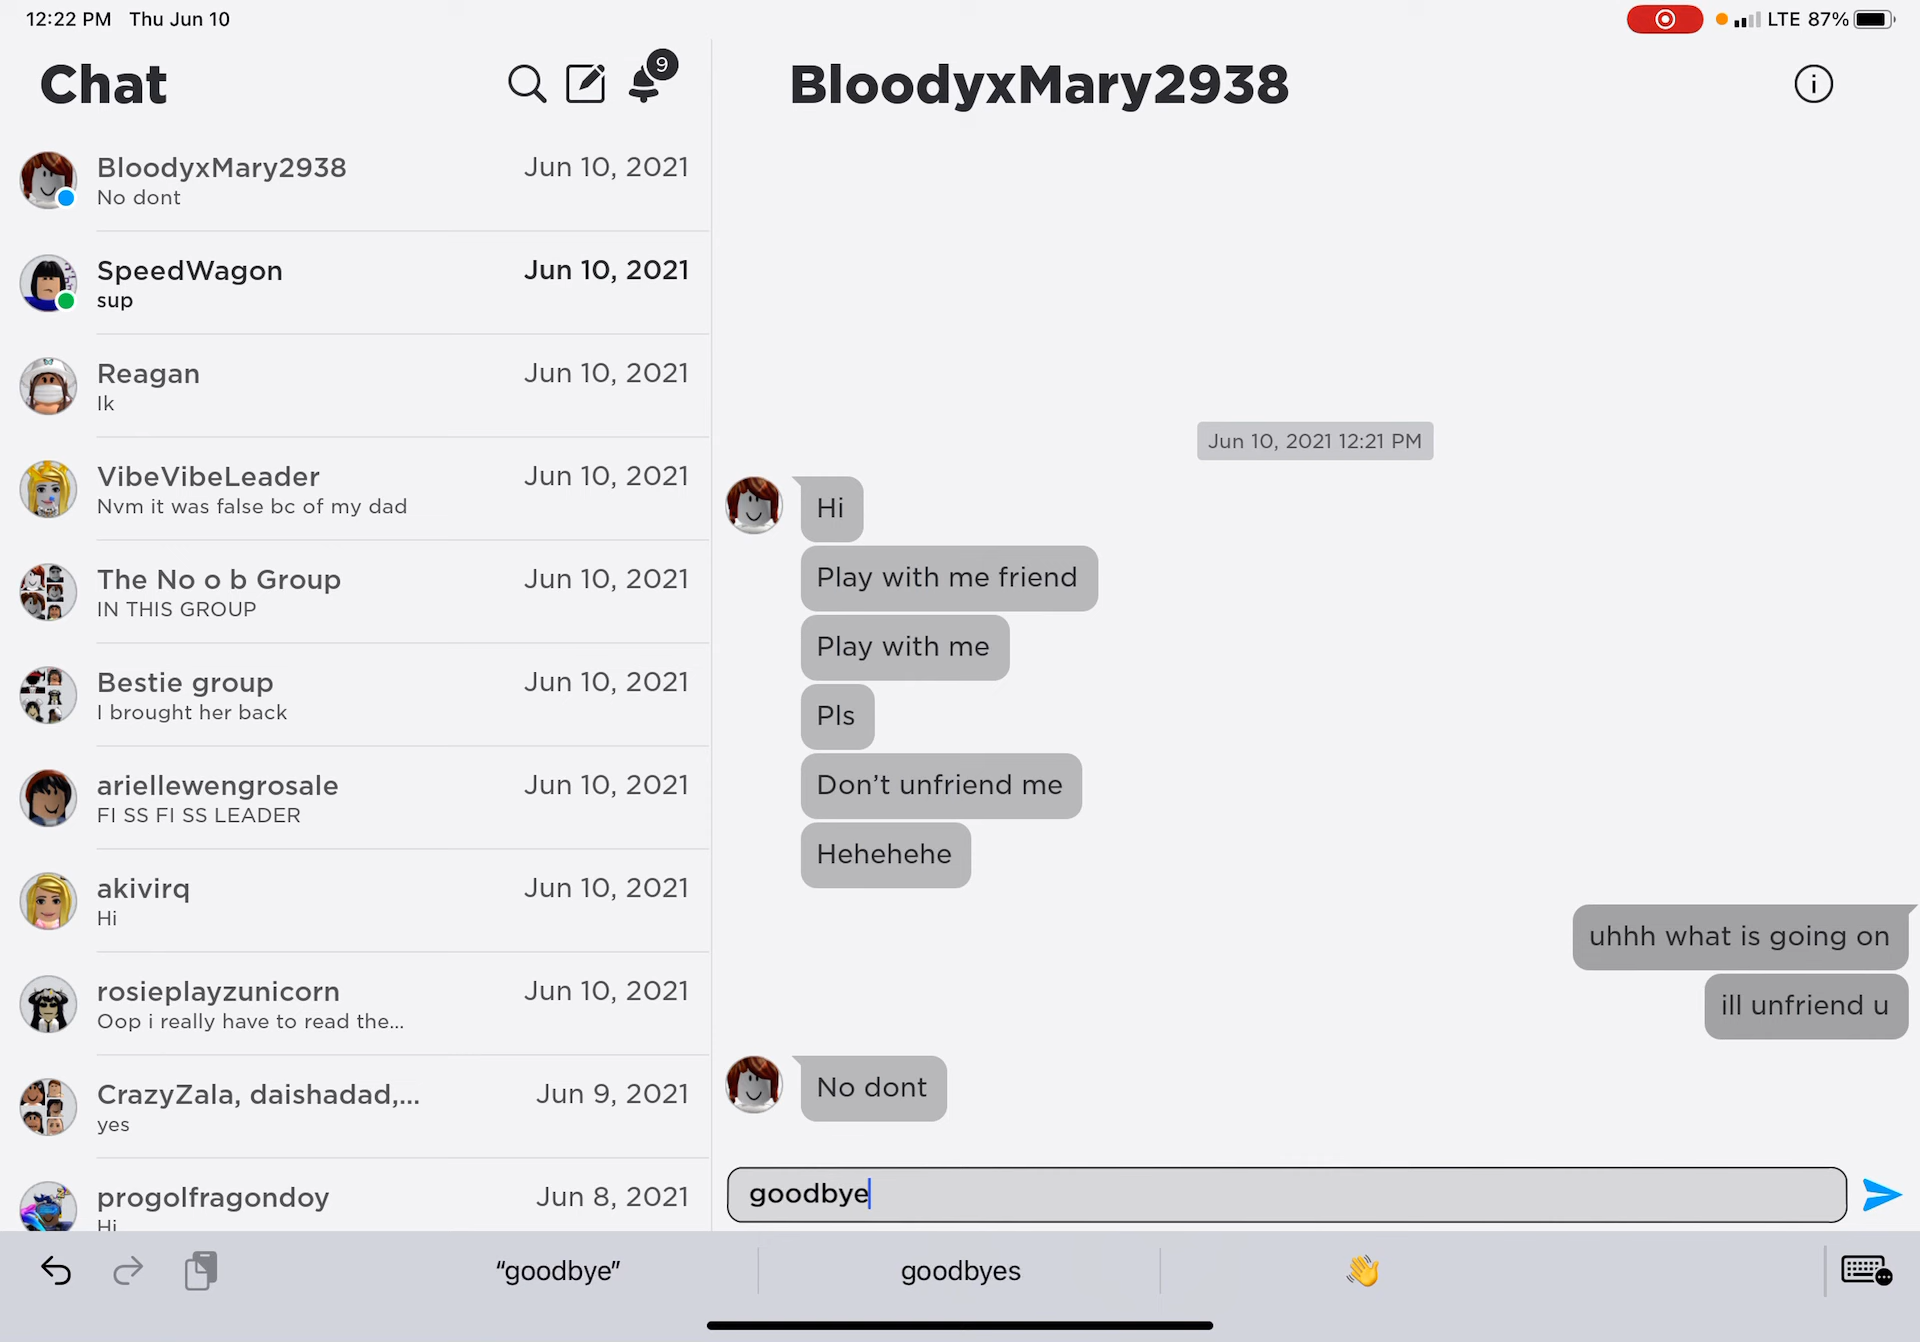 12:22 PM Thu Jun 10
LTE 87%
Chat
9
BloodyxMary2938
BloodyxMary2938 Jun 10, 2021
No dont
SpeedWagon Jun 10, 2021
sup
Reagan Jun 10, 2021
Ik
VibeVibeLeader Jun 10, 2021
Nvm it was false bc of my dad
The No o b Group Jun 10, 2021
IN THIS GROUP
Bestie group Jun 10, 2021
I brought her back
ariellewengrosale Jun 10, 2021
FI SS FI SS LEADER
akivirq Jun 10, 2021
Hi
rosieplayzunicorn Jun 10, 2021
Oop i really have to read the...
CrazyZala, daishadad,... Jun 9, 2021
yes
progolfragondoy Jun 8, 2021
Hi
Jun 10, 2021 12:21 PM
Hi
Play with me friend
Play with me
Pls
Don’t unfriend me
Hehehehe
uhhh what is going on
ill unfriend u
No dont
goodbye
“goodbye” goodbyes 👋